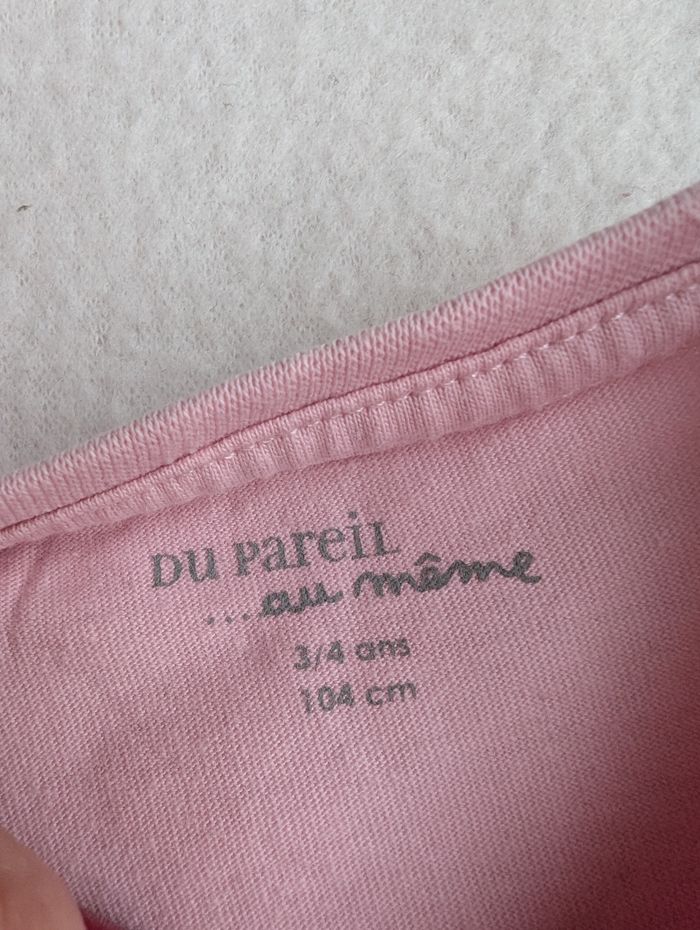 DU PAREIL
...au même
3/4 ans
104 cm